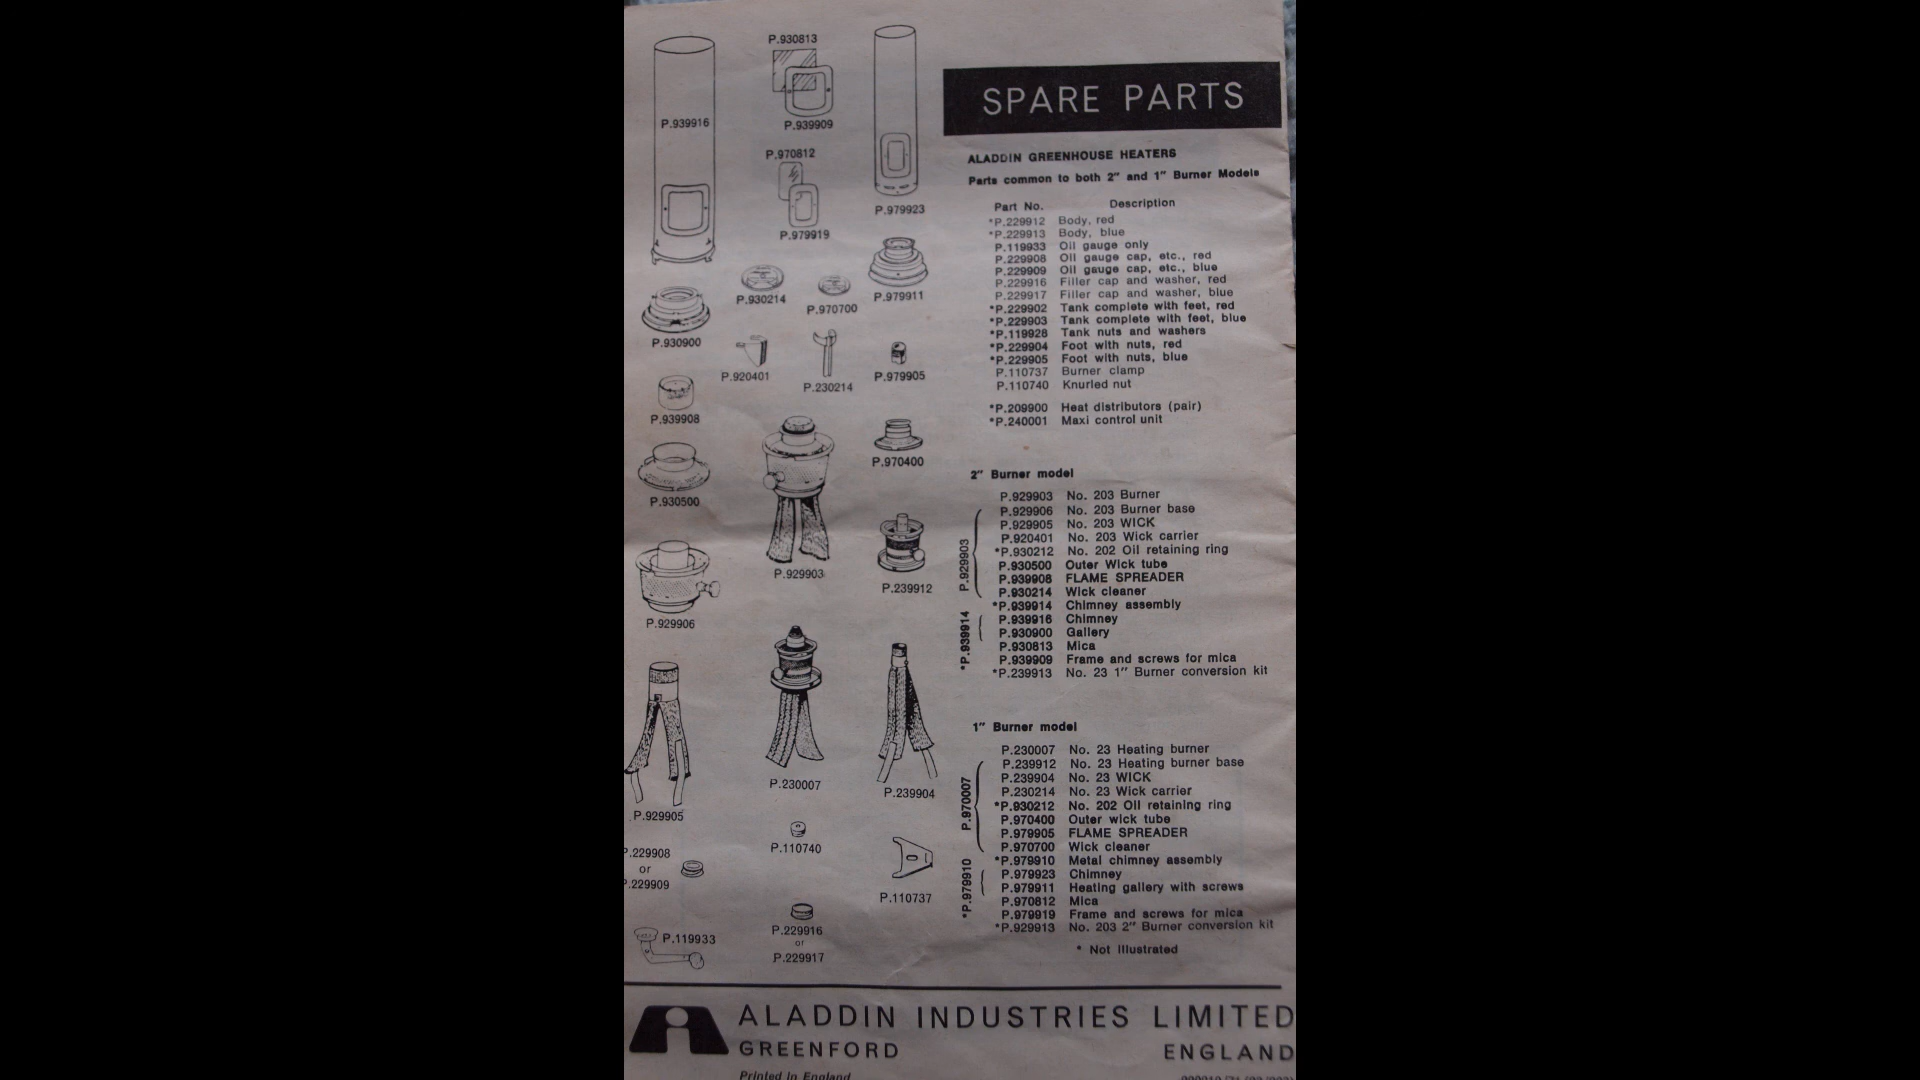 P.930813
P.939916
P.939909
P.970812
P.979923
P.979919
P.930214
P.970700
P.979911
P.930900
P.920401
P.230214
P.979905
P.939908
P.970400
P.930500
P.929903
P.239912
P.929906
P.230007
P.239904
P.929905
P.110740
P.229908
or
P.229909
P.110737
P.229916
or
P.229917
P.119933
SPARE PARTS
ALADDIN GREENHOUSE HEATERS
Parts common to both 2″ and 1″ Burner Models
Part No. Description
*P.229912 Body, red
*P.229913 Body, blue
P.119933 Oil gauge only
P.229908 Oil gauge cap, etc., red
P.229909 Oil gauge cap, etc., blue
P.229916 Filler cap and washer, red
P.229917 Filler cap and washer, blue
*P.229902 Tank complete with feet, red
*P.229903 Tank complete with feet, blue
*P.119928 Tank nuts and washers
*P.229904 Foot with nuts, red
*P.229905 Foot with nuts, blue
P.110737 Burner clamp
P.110740 Knurled nut
*P.209900 Heat distributors (pair)
*P.240001 Maxi control unit
2″ Burner model
P.929903 No. 203 Burner
P.929906 No. 203 Burner base
P.929905 No. 203 WICK
P.920401 No. 203 Wick carrier
*P.930212 No. 202 Oil retaining ring
P.930500 Outer Wick tube
P.939908 FLAME SPREADER
P.930214 Wick cleaner
*P.939914 Chimney assembly
P.939916 Chimney
P.930900 Gallery
P.930813 Mica
P.939909 Frame and screws for mica
*P.239913 No. 23 1″ Burner conversion kit
P.929903
*P.939914
1″ Burner model
P.230007 No. 23 Heating burner
P.239912 No. 23 Heating burner base
P.239904 No. 23 WICK
P.230214 No. 23 Wick carrier
*P.930212 No. 202 Oil retaining ring
P.970400 Outer wick tube
P.979905 FLAME SPREADER
P.970700 Wick cleaner
*P.979910 Metal chimney assembly
P.979923 Chimney
P.979911 Heating gallery with screws
P.970812 Mica
P.979919 Frame and screws for mica
*P.929913 No. 203 2″ Burner conversion kit
P.970007
*P.979910
* Not Illustrated
ALADDIN INDUSTRIES LIMITED
GREENFORD ENGLAND
Printed in England